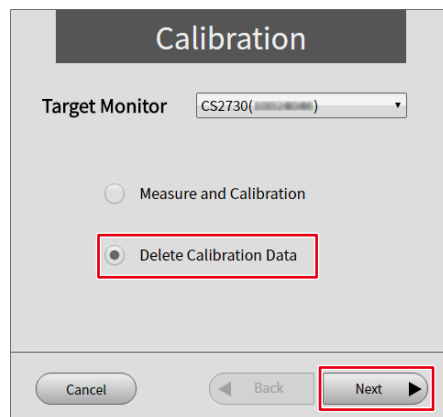 Calibration
Target Monitor
CS2730( )
Measure and Calibration
Delete Calibration Data
Cancel
Back
Next